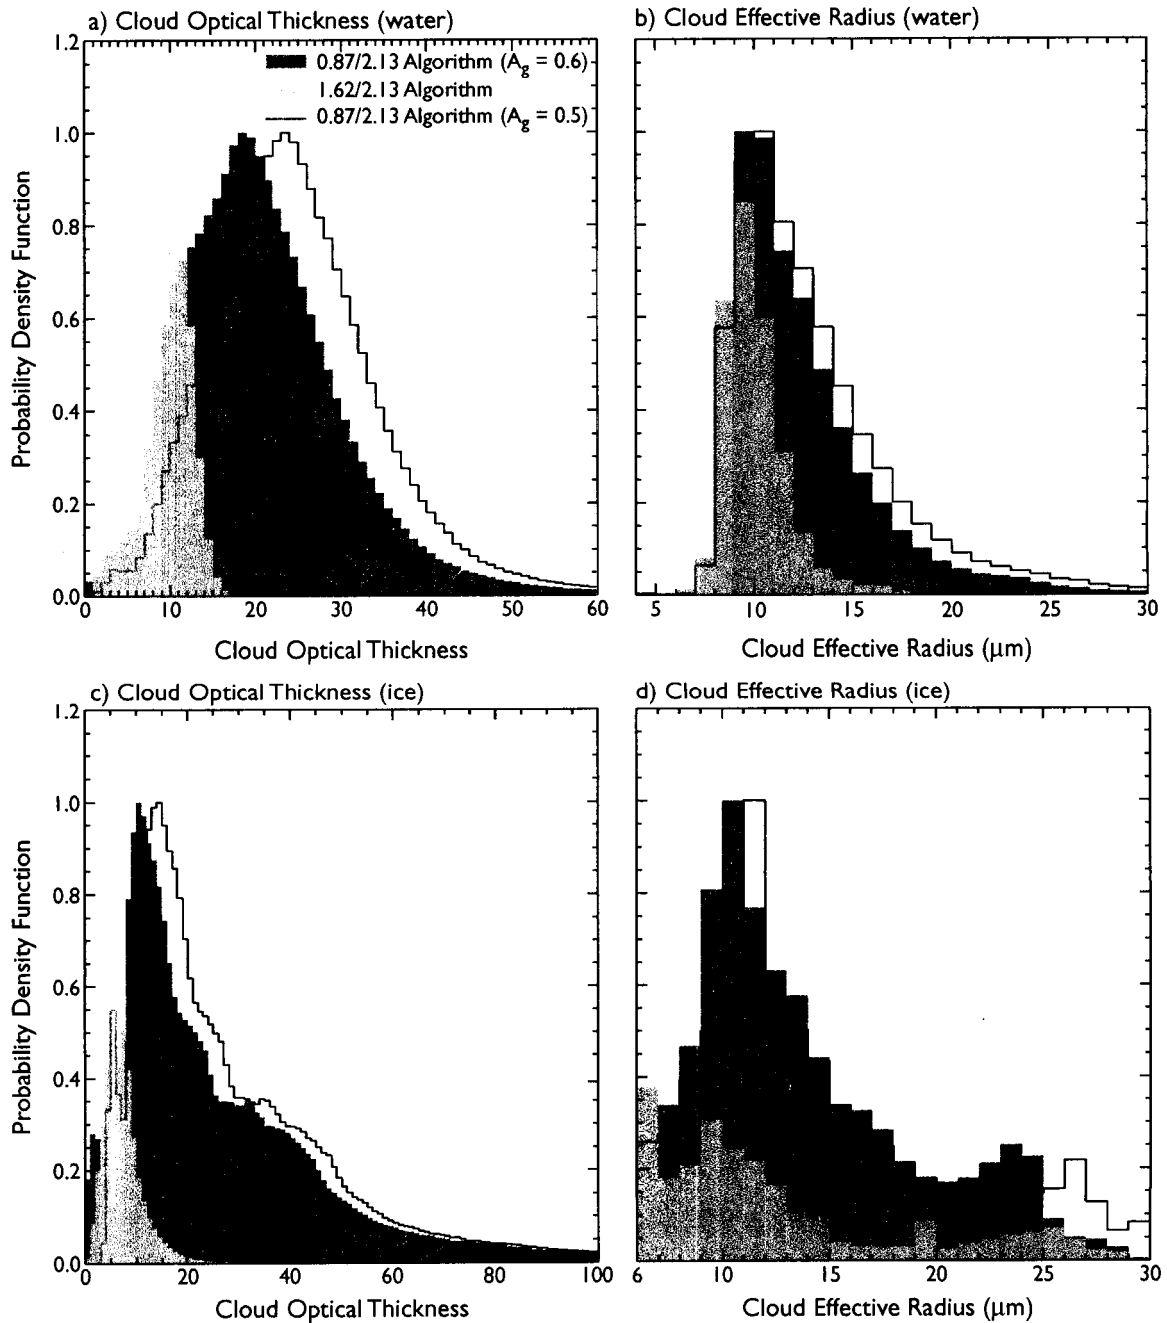 a) Cloud Optical Thickness (water)
1.2
1.0
0.8
0.6
0.4
0.2
0.0
Probability Density Function
0.87/2.13 Algorithm (Ag = 0.6)
1.62/2.13 Algorithm
0.87/2.13 Algorithm (Ag = 0.5)
0 10 20 30 40 50 60
Cloud Optical Thickness
b) Cloud Effective Radius (water)
5 10 15 20 25 30
Cloud Effective Radius (μm)
c) Cloud Optical Thickness (ice)
1.2
1.0
0.8
0.6
0.4
0.2
0.0
Probability Density Function
0 20 40 60 80 100
Cloud Optical Thickness
d) Cloud Effective Radius (ice)
6 10 15 20 26 30
Cloud Effective Radius (μm)